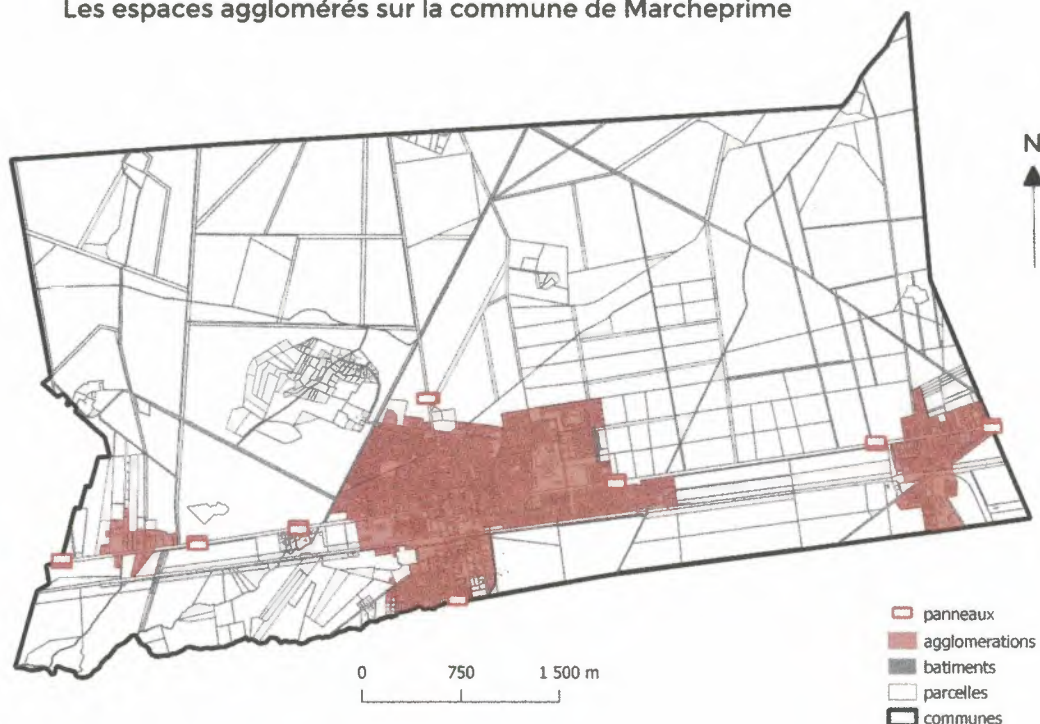 Les espaces agglomérés sur la commune de Marcheprime
N
0 750 1 500 m
panneaux
agglomerations
batiments
parcelles
communes